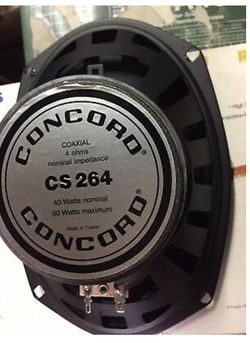 CONCORD®
COAXIAL
4 ohms
nominal impedance
CS 264
40 Watts nominal
90 Watts maximum
CONCORD®
Made in Taiwan